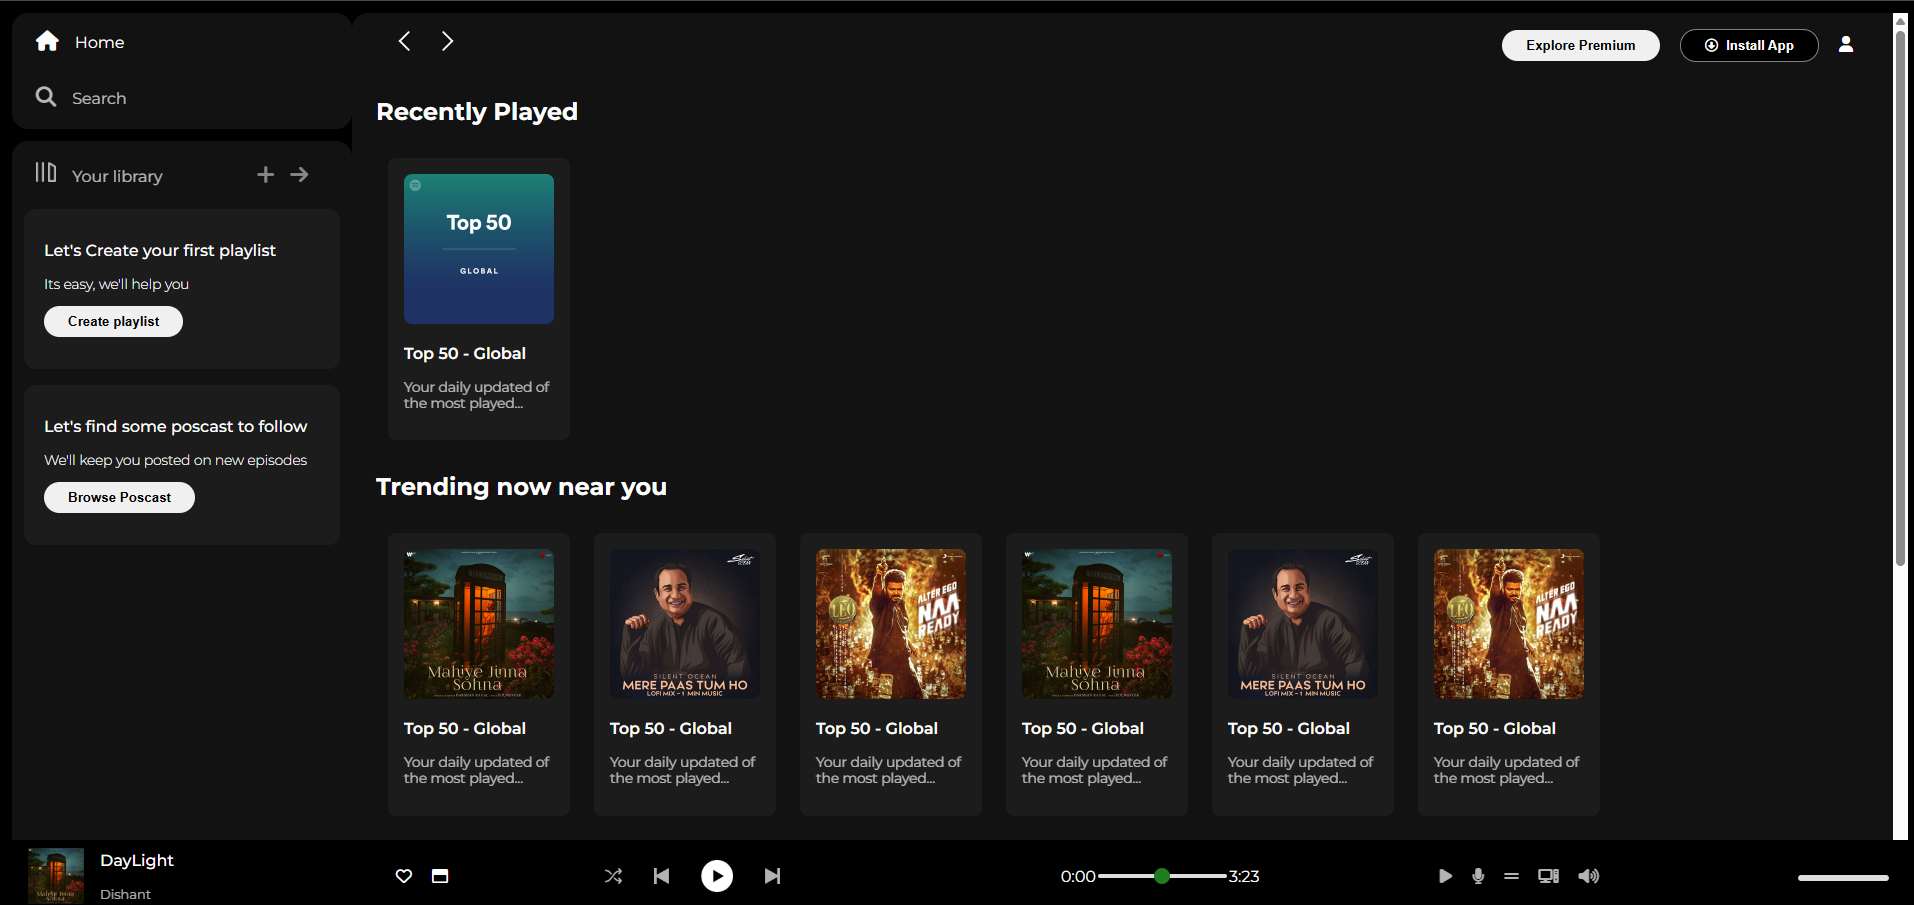 Home
Search
Your library
Let's Create your first playlist
Its easy, we'll help you
Create playlist
Let's find some poscast to follow
We'll keep you posted on new episodes
Browse Poscast
Explore Premium
Install App
Recently Played
Top 50
GLOBAL
Top 50 - Global
Your daily updated of
the most played...
Trending now near you
Mahiye Jinna
Sohna
Top 50 - Global
Your daily updated of
the most played...
SILENT OCEAN
MERE PAAS TUM HO
LOFI MIX - 1 MIN MUSIC
Top 50 - Global
Your daily updated of
the most played...
LEO
ALTER EGO
NAA
READY
Top 50 - Global
Your daily updated of
the most played...
Mahiye Jinna
Sohna
Top 50 - Global
Your daily updated of
the most played...
SILENT OCEAN
MERE PAAS TUM HO
LOFI MIX - 1 MIN MUSIC
Top 50 - Global
Your daily updated of
the most played...
LEO
ALTER EGO
NAA
READY
Top 50 - Global
Your daily updated of
the most played...
DayLight
Dishant
0:00
3:23